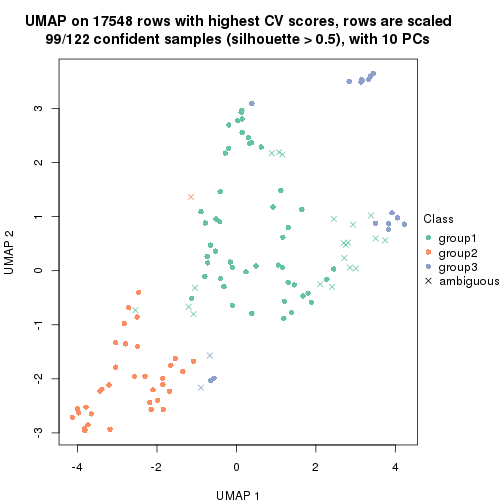 UMAP on 17548 rows with highest CV scores, rows are scaled
99/122 confident samples (silhouette > 0.5), with 10 PCs
3
2
1
0
-1
-2
-3
UMAP 2
-4
-2
0
2
4
UMAP 1
Class
group1
group2
group3
ambiguous